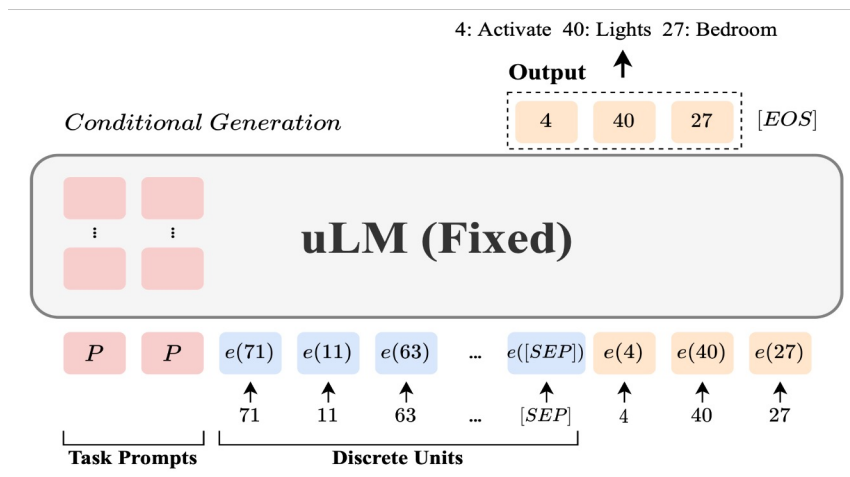 4: Activate 40: Lights 27: Bedroom
Output
Conditional Generation
4 40 27 [EOS]
⋮ ⋮
uLM (Fixed)
P P e(71) e(11) e(63) ... e([SEP]) e(4) e(40) e(27)
71 11 63 ... [SEP] 4 40 27
Task Prompts Discrete Units